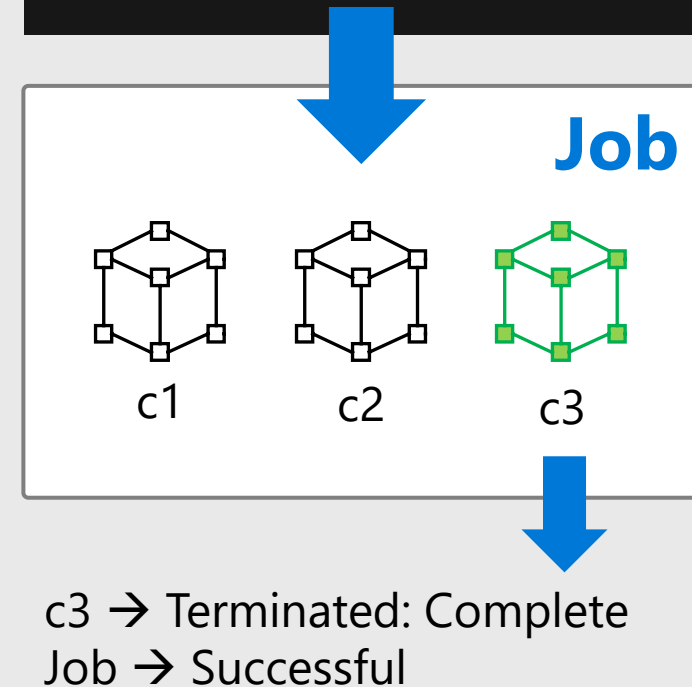 Job
c1 c2 c3
c3 → Terminated: Complete
Job → Successful